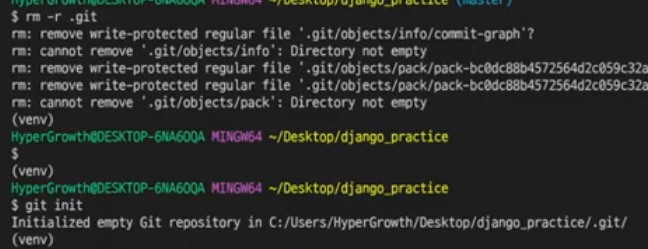 HyperGrowth@DESKTOP-6NA6OQA MINGW64 ~/Desktop/django_practice (master)
$ rm -r .git
rm: remove write-protected regular file '.git/objects/info/commit-graph'?
rm: cannot remove '.git/objects/info': Directory not empty
rm: remove write-protected regular file '.git/objects/pack/pack-bc0dc88b4572564d2c059c32a
rm: remove write-protected regular file '.git/objects/pack/pack-bc0dc88b4572564d2c059c32a
rm: cannot remove '.git/objects/pack': Directory not empty
(venv)
HyperGrowth@DESKTOP-6NA6OQA MINGW64 ~/Desktop/django_practice
$
(venv)
HyperGrowth@DESKTOP-6NA6OQA MINGW64 ~/Desktop/django_practice
$ git init
Initialized empty Git repository in C:/Users/HyperGrowth/Desktop/django_practice/.git/
(venv)